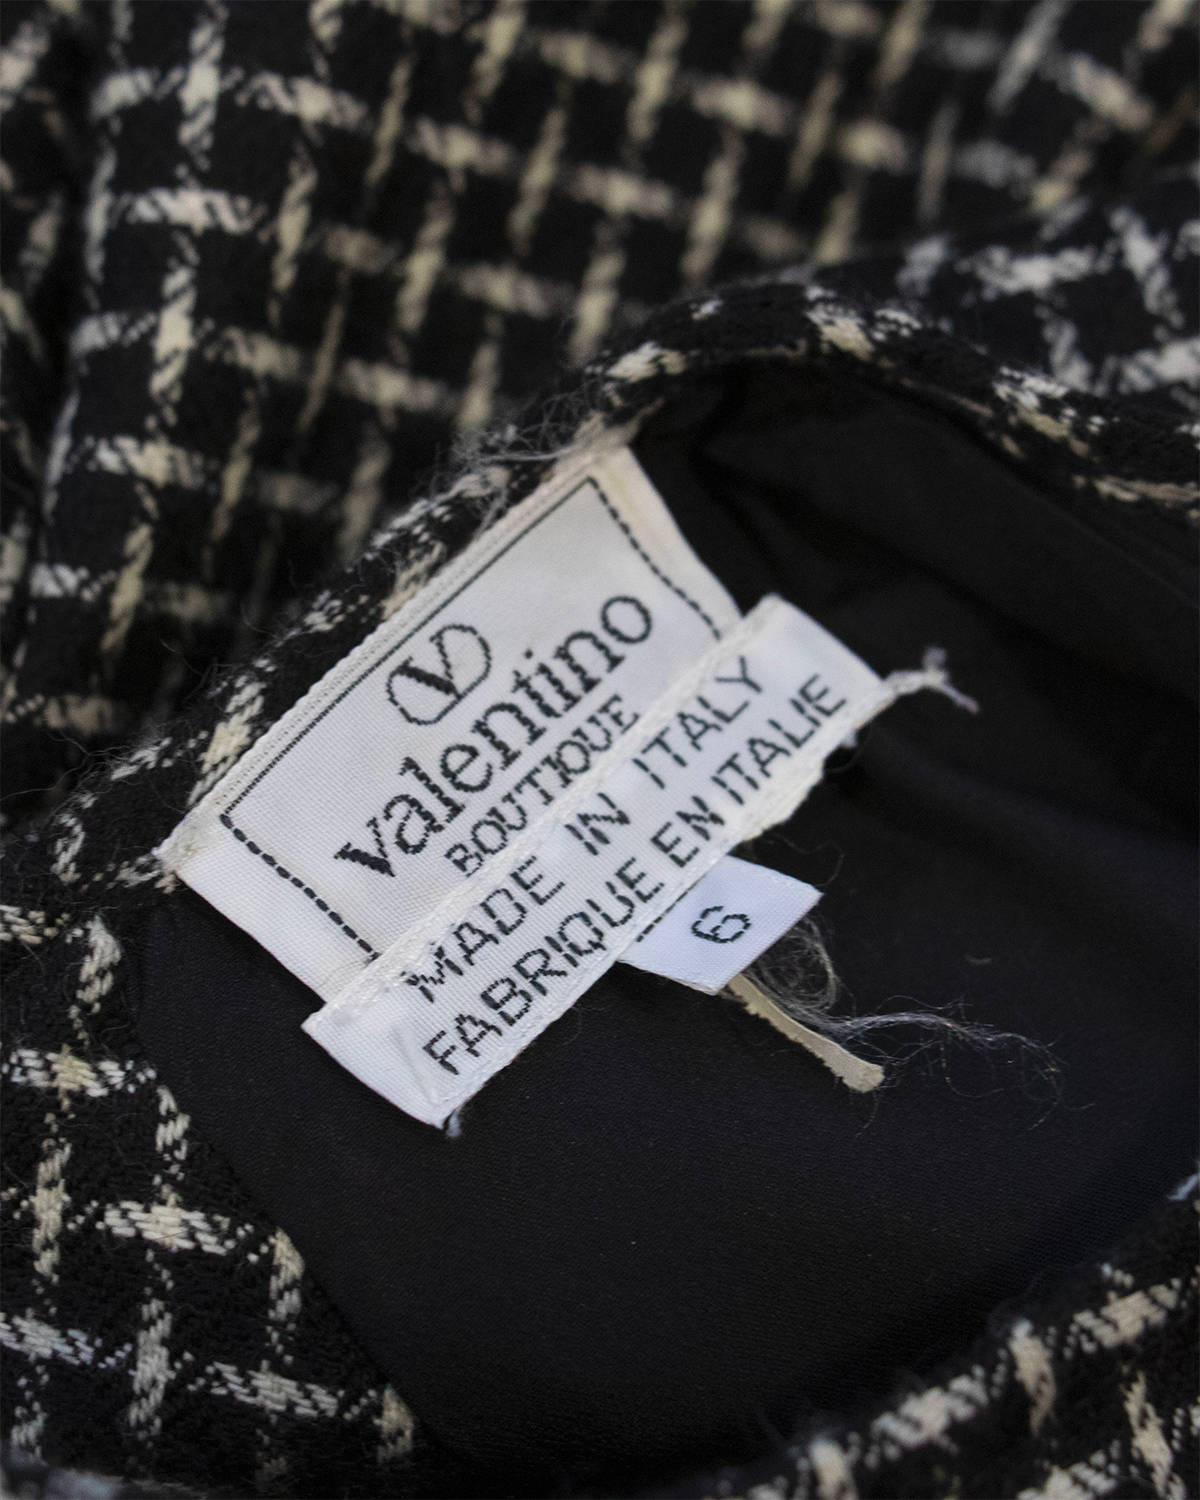 V
valentino
BOUTIQUE
MADE IN ITALY
FABRIQUE EN ITALIE
6